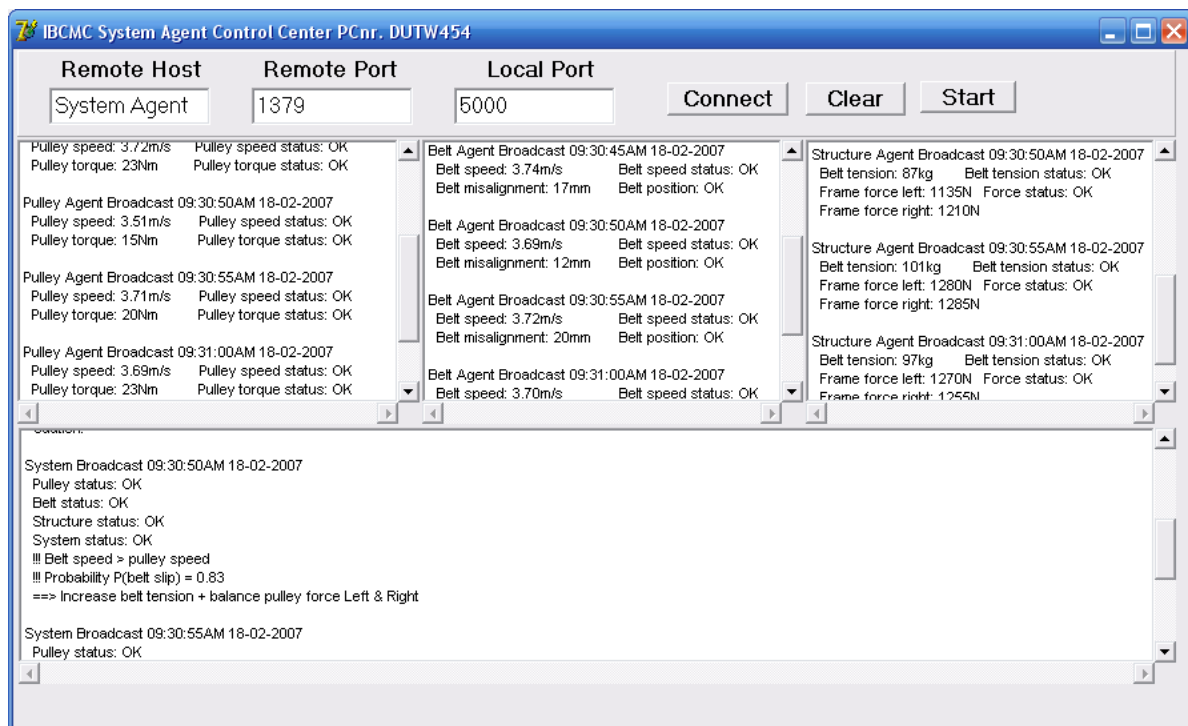 IBCMC System Agent Control Center PCnr. DUTW454
Remote Host Remote Port Local Port
System Agent 1379 5000 Connect Clear Start
Pulley speed: 3.72m/s Pulley speed status: OK
Pulley torque: 23Nm Pulley torque status: OK
Pulley Agent Broadcast 09:30:50AM 18-02-2007
Pulley speed: 3.51m/s Pulley speed status: OK
Pulley torque: 15Nm Pulley torque status: OK
Pulley Agent Broadcast 09:30:55AM 18-02-2007
Pulley speed: 3.71m/s Pulley speed status: OK
Pulley torque: 20Nm Pulley torque status: OK
Pulley Agent Broadcast 09:31:00AM 18-02-2007
Pulley speed: 3.69m/s Pulley speed status: OK
Pulley torque: 23Nm Pulley torque status: OK
Belt Agent Broadcast 09:30:45AM 18-02-2007
Belt speed: 3.74m/s Belt speed status: OK
Belt misalignment: 17mm Belt position: OK
Belt Agent Broadcast 09:30:50AM 18-02-2007
Belt speed: 3.69m/s Belt speed status: OK
Belt misalignment: 12mm Belt position: OK
Belt Agent Broadcast 09:30:55AM 18-02-2007
Belt speed: 3.72m/s Belt speed status: OK
Belt misalignment: 20mm Belt position: OK
Belt Agent Broadcast 09:31:00AM 18-02-2007
Belt speed: 3.70m/s Belt speed status: OK
Structure Agent Broadcast 09:30:50AM 18-02-2007
Belt tension: 87kg Belt tension status: OK
Frame force left: 1135N Force status: OK
Frame force right: 1210N
Structure Agent Broadcast 09:30:55AM 18-02-2007
Belt tension: 101kg Belt tension status: OK
Frame force left: 1280N Force status: OK
Frame force right: 1285N
Structure Agent Broadcast 09:31:00AM 18-02-2007
Belt tension: 97kg Belt tension status: OK
Frame force left: 1270N Force status: OK
Frame force right: 1255N
System Broadcast 09:30:50AM 18-02-2007
Pulley status: OK
Belt status: OK
Structure status: OK
System status: OK
!!! Belt speed > pulley speed
!!! Probability P(belt slip) = 0.83
==> Increase belt tension + balance pulley force Left & Right
System Broadcast 09:30:55AM 18-02-2007
Pulley status: OK